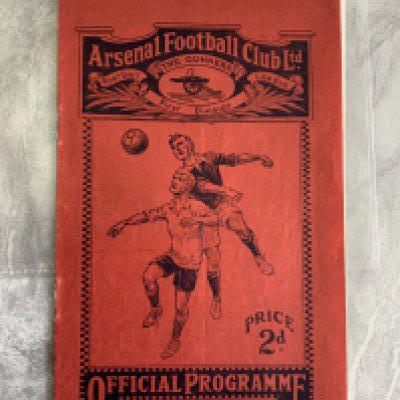 Arsenal Football Club Ltd.
THE GUNNERS
PRICE
2d.
OFFICIAL PROGRAMME